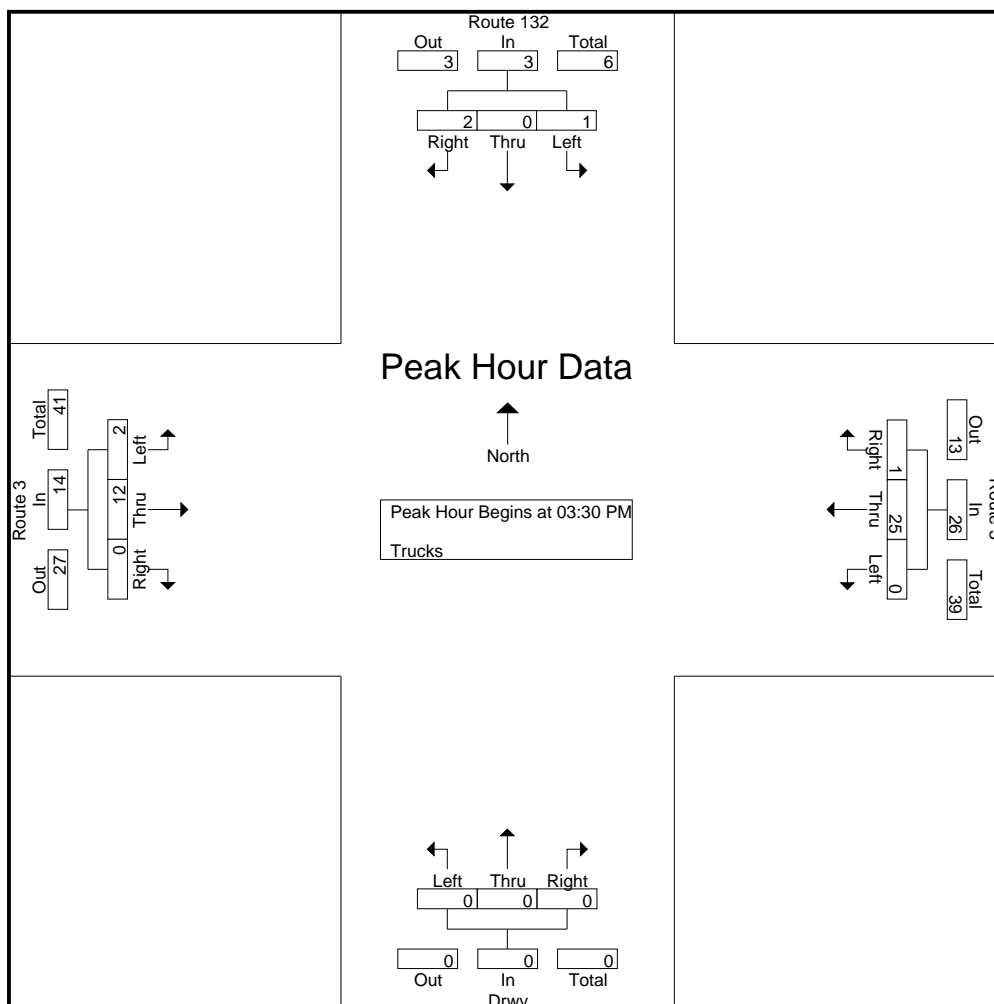 Route 132
Out In Total
3 3 6
2 0 1
Right Thru Left
Peak Hour Data
North
Peak Hour Begins at 03:30 PM
Trucks
Route 3
Total In Out
41 14 27
2 12 0
Left Thru Right
Right Thru Left
1 25 0
Out In Total
13 26 39
Left Thru Right
0 0 0
0 0 0
Out In Total